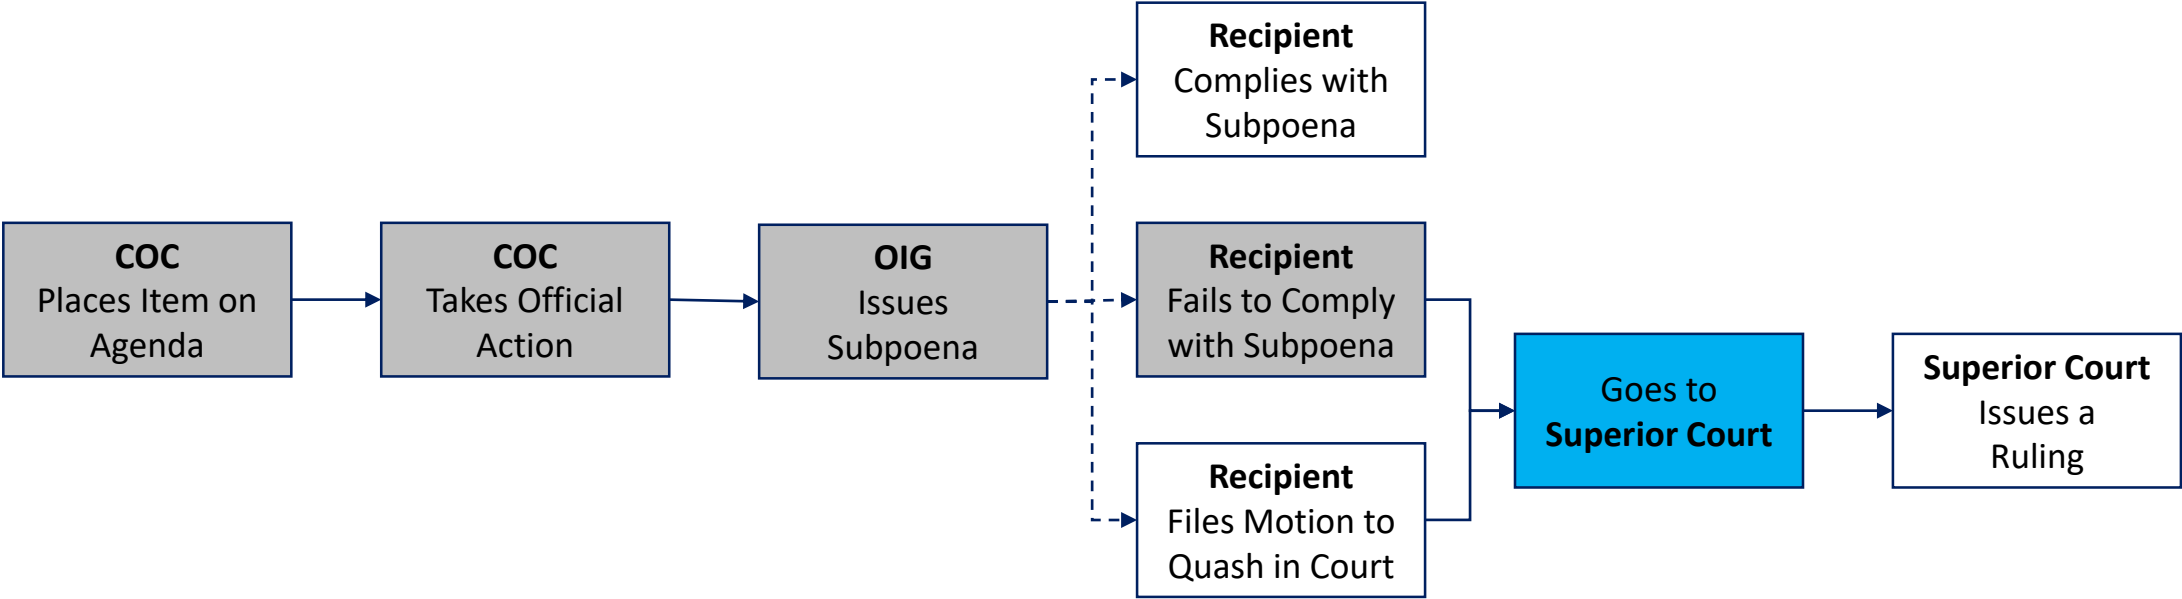 COC
Places Item on
Agenda
COC
Takes Official
Action
OIG
Issues
Subpoena
Recipient
Complies with
Subpoena
Recipient
Fails to Comply
with Subpoena
Recipient
Files Motion to
Quash in Court
Goes to
Superior Court
Superior Court
Issues a
Ruling